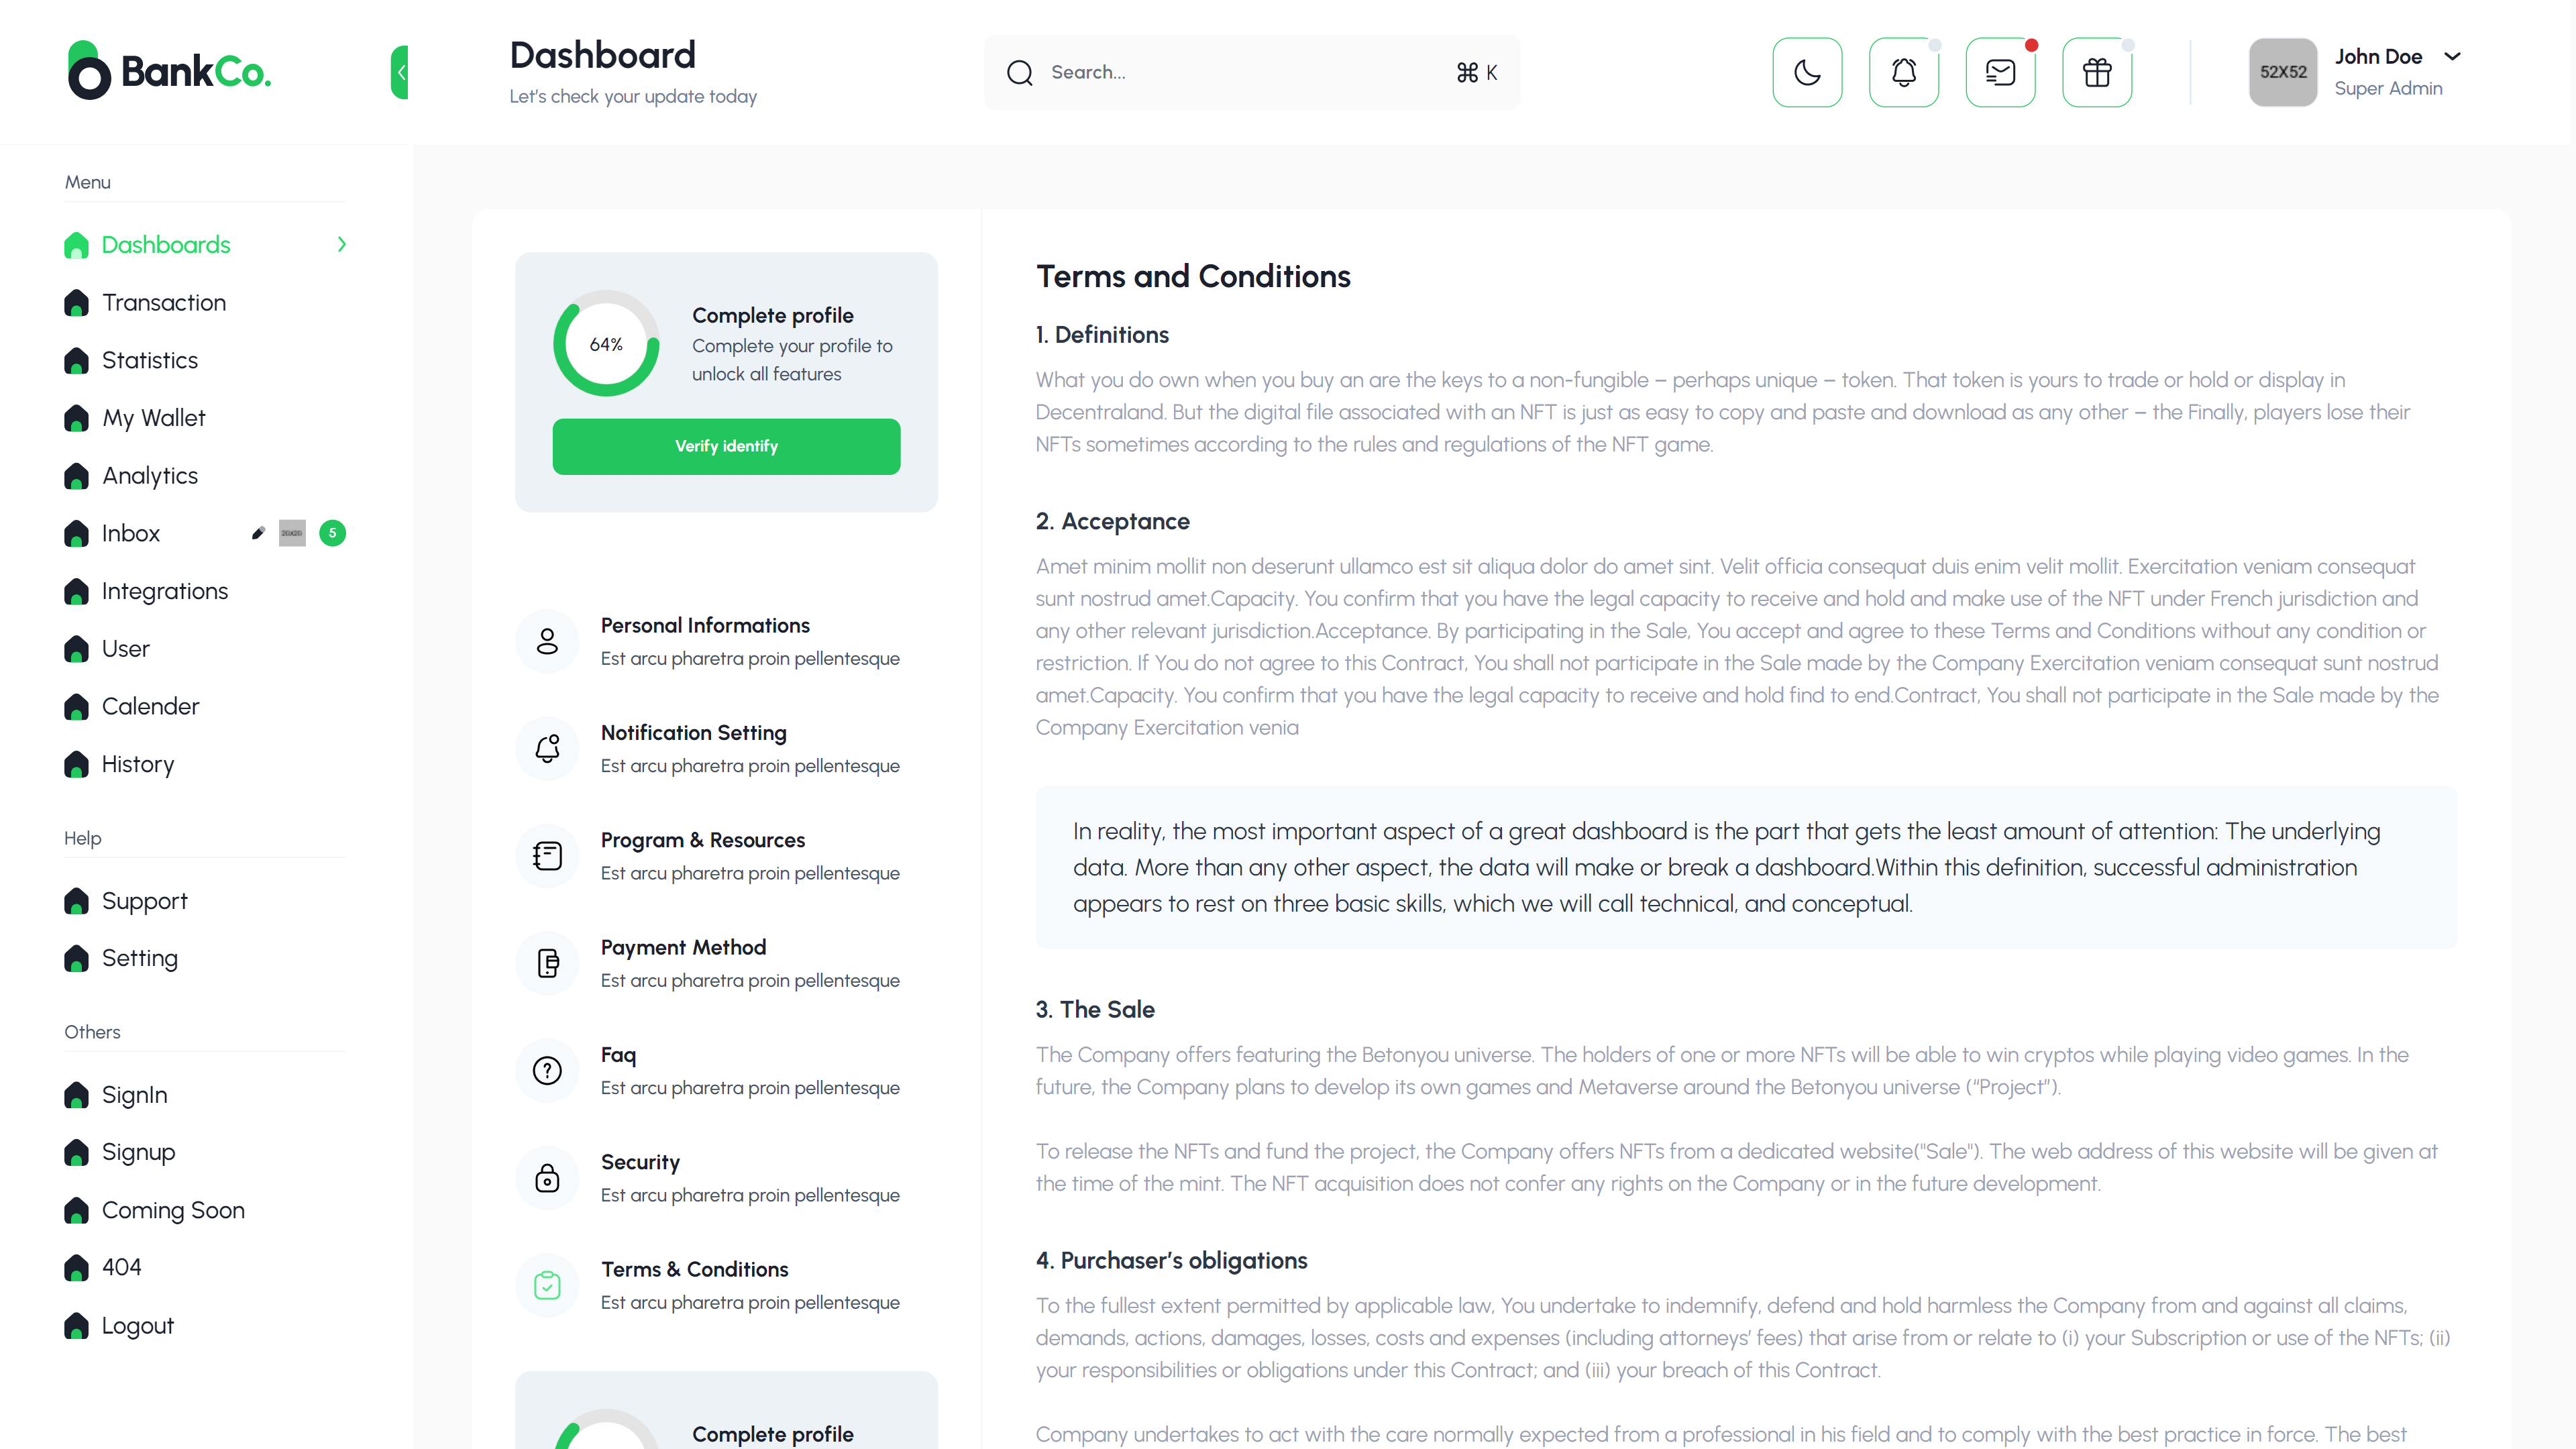 BankCo.
Dashboard
Let's check your update today
Search...
⌘ K
52X52
John Doe
Super Admin
Menu
Dashboards
Transaction
Statistics
My Wallet
Analytics
Inbox
5
Integrations
User
Calender
History
Help
Support
Setting
Others
SignIn
Signup
Coming Soon
404
Logout
64%
Complete profile
Complete your profile to
unlock all features
Verify identify
Personal Informations
Est arcu pharetra proin pellentesque
Notification Setting
Est arcu pharetra proin pellentesque
Program & Resources
Est arcu pharetra proin pellentesque
Payment Method
Est arcu pharetra proin pellentesque
Faq
Est arcu pharetra proin pellentesque
Security
Est arcu pharetra proin pellentesque
Terms & Conditions
Est arcu pharetra proin pellentesque
Complete profile
Terms and Conditions
1. Definitions
What you do own when you buy an are the keys to a non-fungible – perhaps unique – token. That token is yours to trade or hold or display in
Decentraland. But the digital file associated with an NFT is just as easy to copy and paste and download as any other – the Finally, players lose their
NFTs sometimes according to the rules and regulations of the NFT game.
2. Acceptance
Amet minim mollit non deserunt ullamco est sit aliqua dolor do amet sint. Velit officia consequat duis enim velit mollit. Exercitation veniam consequat
sunt nostrud amet.Capacity. You confirm that you have the legal capacity to receive and hold and make use of the NFT under French jurisdiction and
any other relevant jurisdiction.Acceptance. By participating in the Sale, You accept and agree to these Terms and Conditions without any condition or
restriction. If You do not agree to this Contract, You shall not participate in the Sale made by the Company Exercitation veniam consequat sunt nostrud
amet.Capacity. You confirm that you have the legal capacity to receive and hold find to end.Contract, You shall not participate in the Sale made by the
Company Exercitation venia
In reality, the most important aspect of a great dashboard is the part that gets the least amount of attention: The underlying
data. More than any other aspect, the data will make or break a dashboard.Within this definition, successful administration
appears to rest on three basic skills, which we will call technical, and conceptual.
3. The Sale
The Company offers featuring the Betonyou universe. The holders of one or more NFTs will be able to win cryptos while playing video games. In the
future, the Company plans to develop its own games and Metaverse around the Betonyou universe (“Project”).
To release the NFTs and fund the project, the Company offers NFTs from a dedicated website("Sale"). The web address of this website will be given at
the time of the mint. The NFT acquisition does not confer any rights on the Company or in the future development.
4. Purchaser’s obligations
To the fullest extent permitted by applicable law, You undertake to indemnify, defend and hold harmless the Company from and against all claims,
demands, actions, damages, losses, costs and expenses (including attorneys’ fees) that arise from or relate to (i) your Subscription or use of the NFTs; (ii)
your responsibilities or obligations under this Contract; and (iii) your breach of this Contract.
Company undertakes to act with the care normally expected from a professional in his field and to comply with the best practice in force. The best